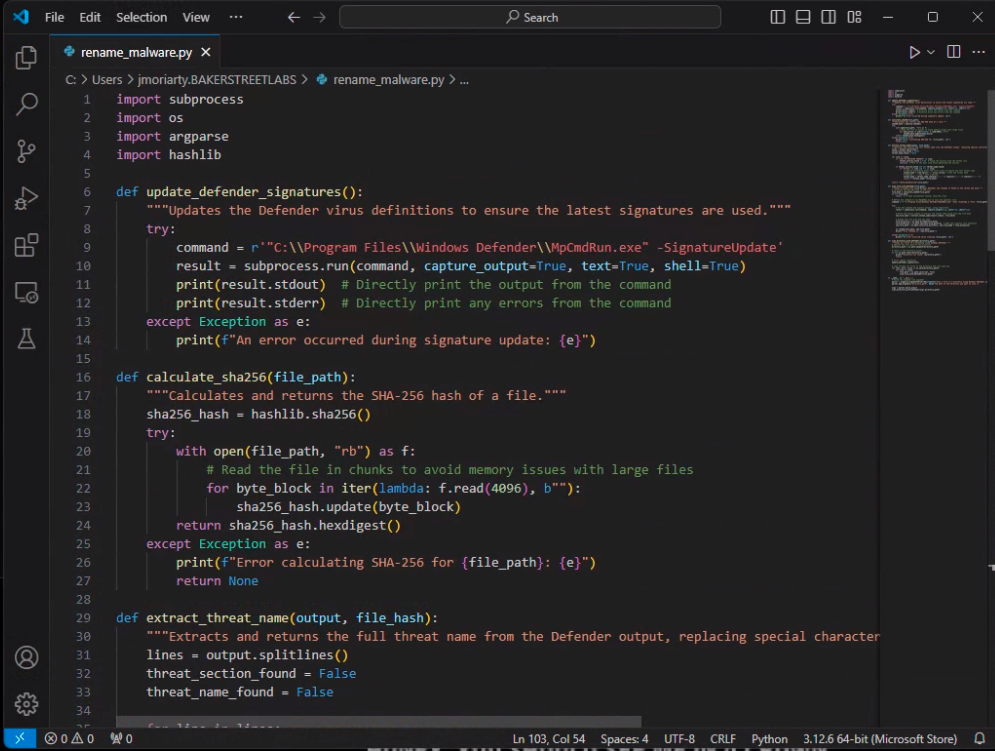 File Edit Selection View ··· Search
rename_malware.py
C: > Users > jmoriarty.BAKERSTREETLABS > rename_malware.py > ...
1 import subprocess
2 import os
3 import argparse
4 import hashlib
5
6 def update_defender_signatures():
7 """Updates the Defender virus definitions to ensure the latest signatures are used."""
8 try:
9 command = r'"C:\\Program Files\\Windows Defender\\MpCmdRun.exe" -SignatureUpdate'
10 result = subprocess.run(command, capture_output=True, text=True, shell=True)
11 print(result.stdout)  # Directly print the output from the command
12 print(result.stderr)  # Directly print any errors from the command
13 except Exception as e:
14 print(f"An error occurred during signature update: {e}")
15
16 def calculate_sha256(file_path):
17 """Calculates and returns the SHA-256 hash of a file."""
18 sha256_hash = hashlib.sha256()
19 try:
20 with open(file_path, "rb") as f:
21 # Read the file in chunks to avoid memory issues with large files
22 for byte_block in iter(lambda: f.read(4096), b""):
23 sha256_hash.update(byte_block)
24 return sha256_hash.hexdigest()
25 except Exception as e:
26 print(f"Error calculating SHA-256 for {file_path}: {e}")
27 return None
28
29 def extract_threat_name(output, file_hash):
30 """Extracts and returns the full threat name from the Defender output, replacing special character
31 lines = output.splitlines()
32 threat_section_found = False
33 threat_name_found = False
34
0 0 0 Ln 103, Col 54 Spaces: 4 UTF-8 CRLF Python 3.12.6 64-bit (Microsoft Store)